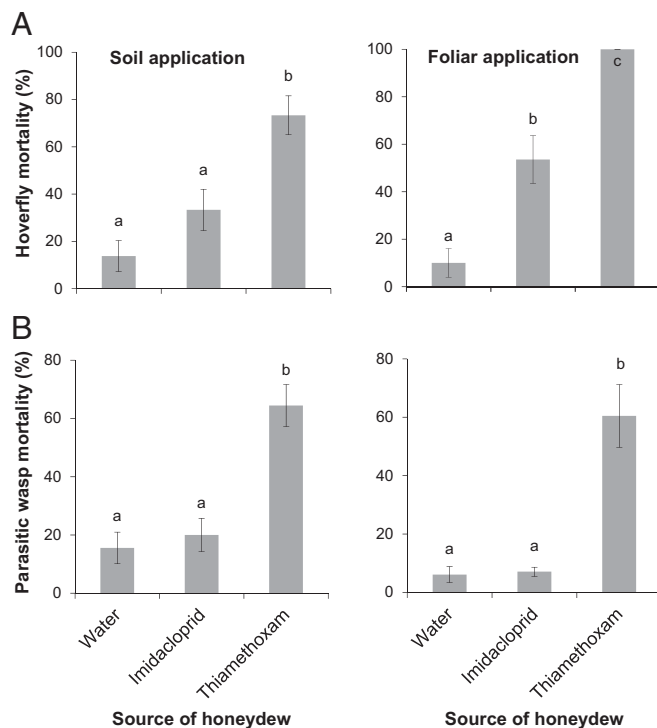 A
Soil application
Foliar application
Hoverfly mortality (%)
100
80
60
40
20
0
a
a
b
100
80
60
40
20
0
a
b
c
B
Parasitic wasp mortality (%)
80
60
40
20
0
a
a
b
80
60
40
20
0
a
a
b
Water
Imidacloprid
Thiamethoxam
Water
Imidacloprid
Thiamethoxam
Source of honeydew
Source of honeydew